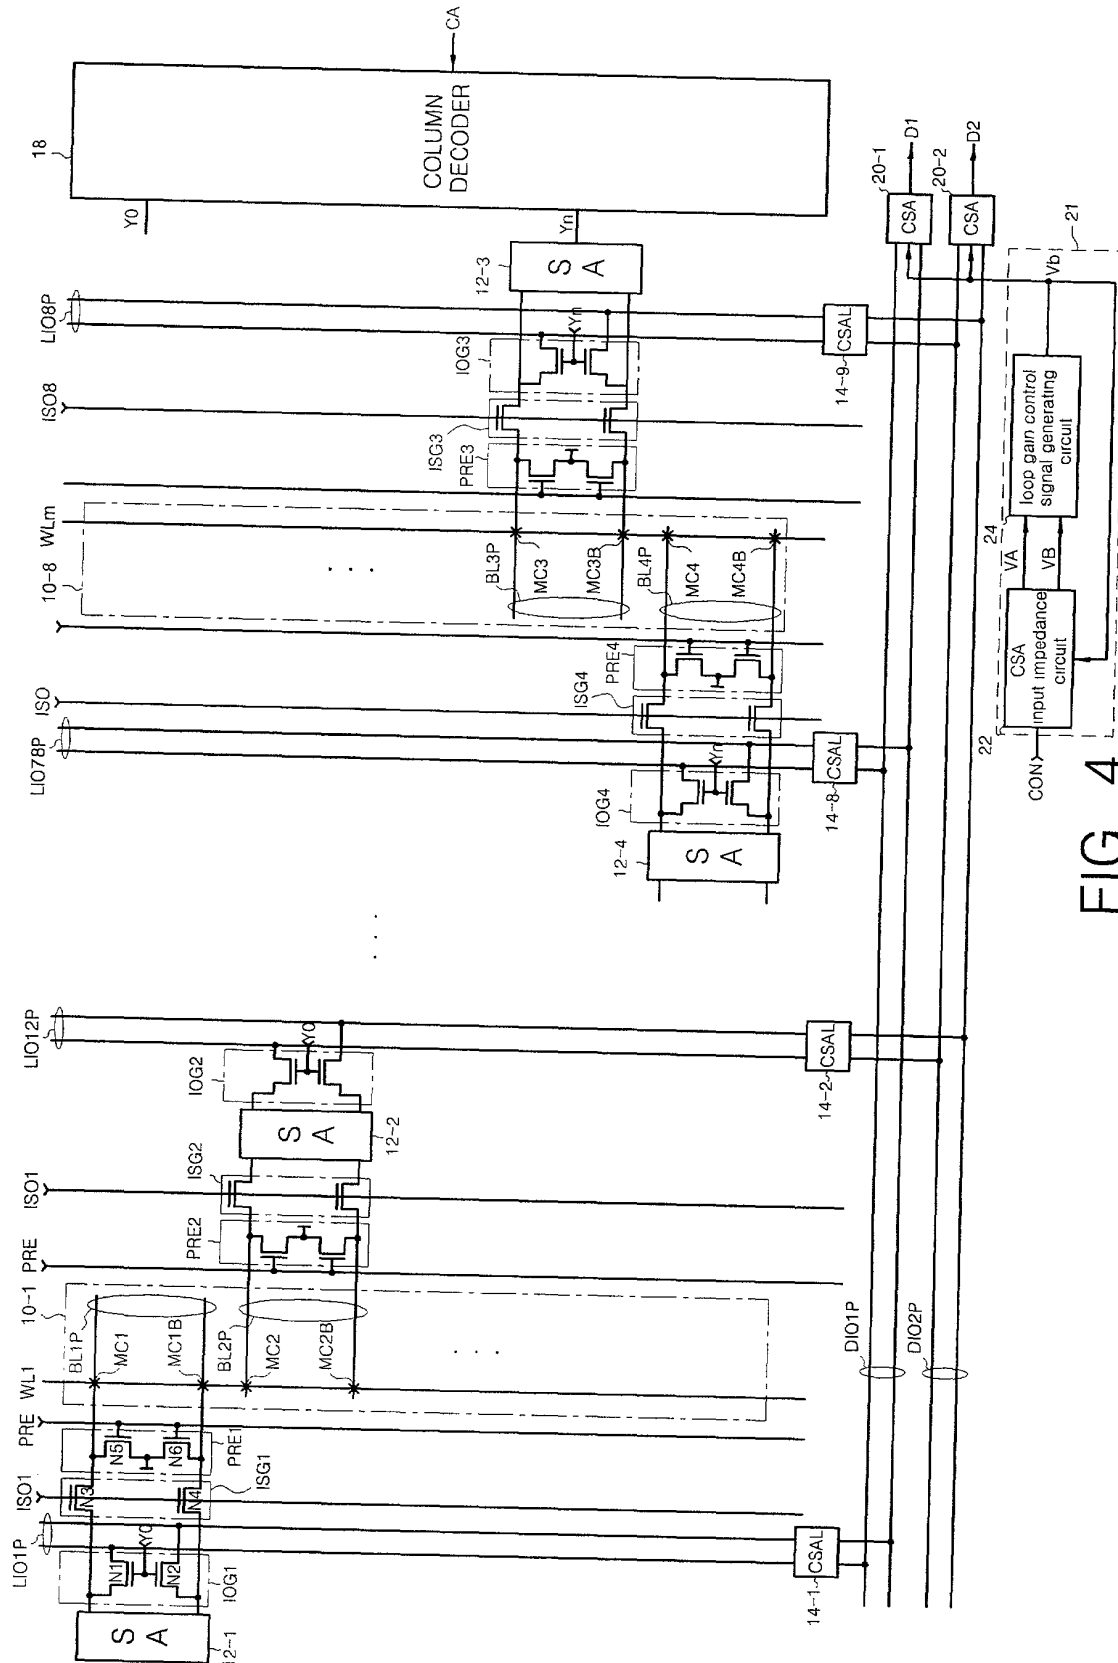 LIO1P
ISO1
PRE
WL1
10-1
PRE
ISO1
LIO12P
LIO78P
ISO
10-8
WLm
ISO8
LIO8P
18
Y0
COLUMN
DECODER
CA
Yn
12-1
S A
IOG1
N1
N2
Y0
N3
N4
ISG1
N5
N6
PRE1
BL1P
MC1
MC1B
BL2P
MC2
MC2B
. . .
PRE2
ISG2
12-2
S A
IOG2
Y0
. . .
12-4
S A
IOG4
Yn
ISG4
PRE4
BL3P
MC3
MC3B
BL4P
MC4
MC4B
. . .
PRE3
ISG3
IOG3
Yn
12-3
S A
14-1
CSAL
14-2
CSAL
14-8
CSAL
14-9
CSAL
DIO1P
DIO2P
20-1
CSA
D1
20-2
CSA
D2
21
Vb
22
CON
CSA
input impedance
circuit
VA
VB
24
loop gain control
signal generating
circuit
FIG. 4